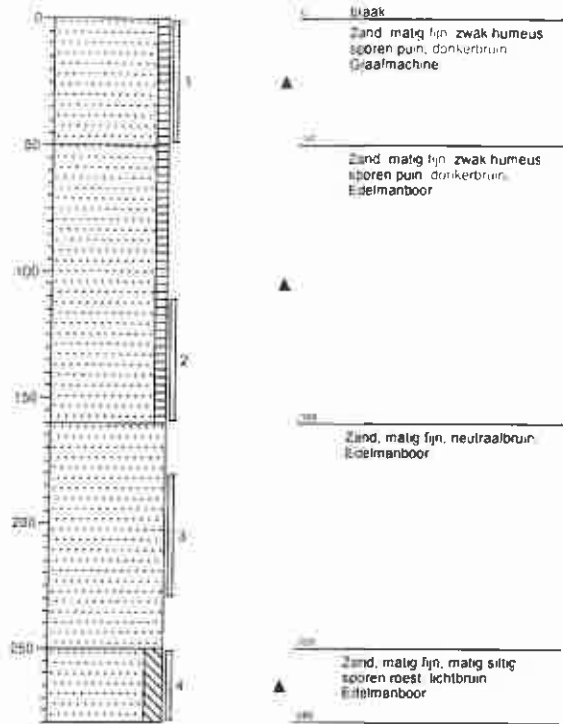 0
braak
Zand, matig fijn, zwak humeus
sporen puin, donkerbruin,
Graafmachine
1
50
50
Zand, matig fijn, zwak humeus
sporen puin, donkerbruin,
Edelmanboor
100
2
150
160
Zand, matig fijn, neutraalbruin,
Edelmanboor
200
3
250
250
Zand, matig fijn, matig siltig
sporen roest, lichtbruin
Edelmanboor
4